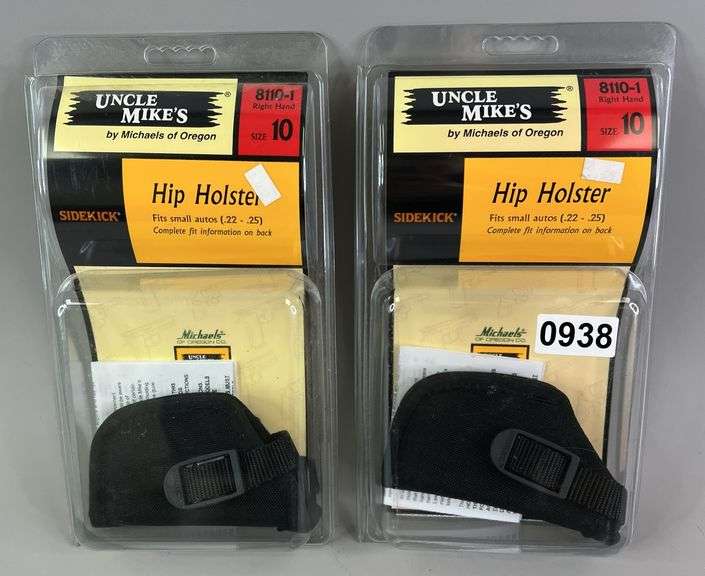 UNCLE
MIKE'S
®
by Michaels of Oregon
8110-1
Right Hand
SIZE 10
Hip Holster
SIDEKICK®
Fits small autos (.22 - .25)
Complete fit information on back
Michaels
OF OREGON CO.
UNCLE
UNCLE
MIKE'S
®
by Michaels of Oregon
8110-1
Right Hand
SIZE 10
Hip Holster
SIDEKICK
Fits small autos (.22 - .25)
Complete fit information on back
Michaels
OF OREGON CO.
UNCLE
0938